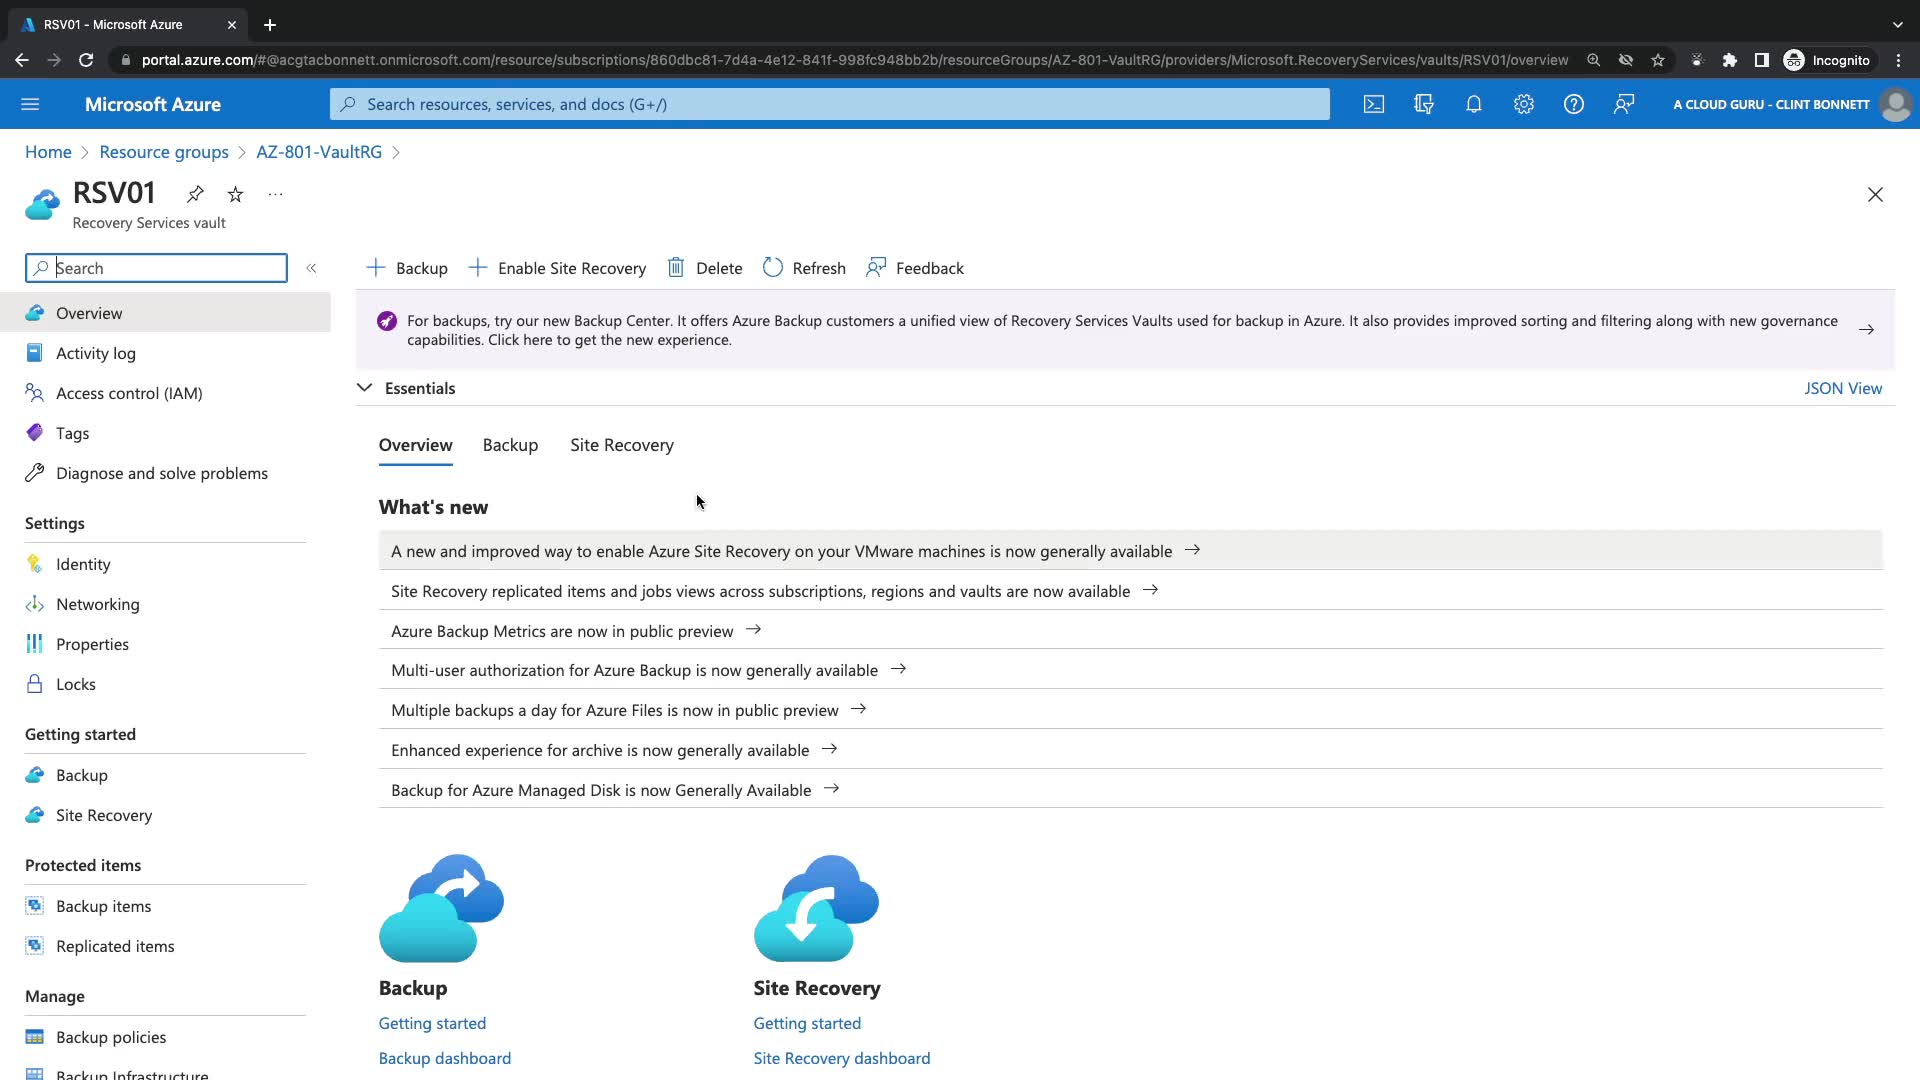 RSV01 - Microsoft Azure
portal.azure.com/#@acgtacbonnett.onmicrosoft.com/resource/subscriptions/860dbc81-7d4a-4e12-841f-998fc948bb2b/resourceGroups/AZ-801-VaultRG/providers/Microsoft.RecoveryServices/vaults/RSV01/overview
Incognito
Microsoft Azure
Search resources, services, and docs (G+/)
A CLOUD GURU - CLINT BONNETT
Home > Resource groups > AZ-801-VaultRG >
RSV01
Recovery Services vault
Search
Overview
Activity log
Access control (IAM)
Tags
Diagnose and solve problems
Settings
Identity
Networking
Properties
Locks
Getting started
Backup
Site Recovery
Protected items
Backup items
Replicated items
Manage
Backup policies
Backup Infrastructure
Backup
Enable Site Recovery
Delete
Refresh
Feedback
For backups, try our new Backup Center. It offers Azure Backup customers a unified view of Recovery Services Vaults used for backup in Azure. It also provides improved sorting and filtering along with new governance
capabilities. Click here to get the new experience.
Essentials
JSON View
Overview
Backup
Site Recovery
What's new
A new and improved way to enable Azure Site Recovery on your VMware machines is now generally available
Site Recovery replicated items and jobs views across subscriptions, regions and vaults are now available
Azure Backup Metrics are now in public preview
Multi-user authorization for Azure Backup is now generally available
Multiple backups a day for Azure Files is now in public preview
Enhanced experience for archive is now generally available
Backup for Azure Managed Disk is now Generally Available
Backup
Getting started
Backup dashboard
Site Recovery
Getting started
Site Recovery dashboard